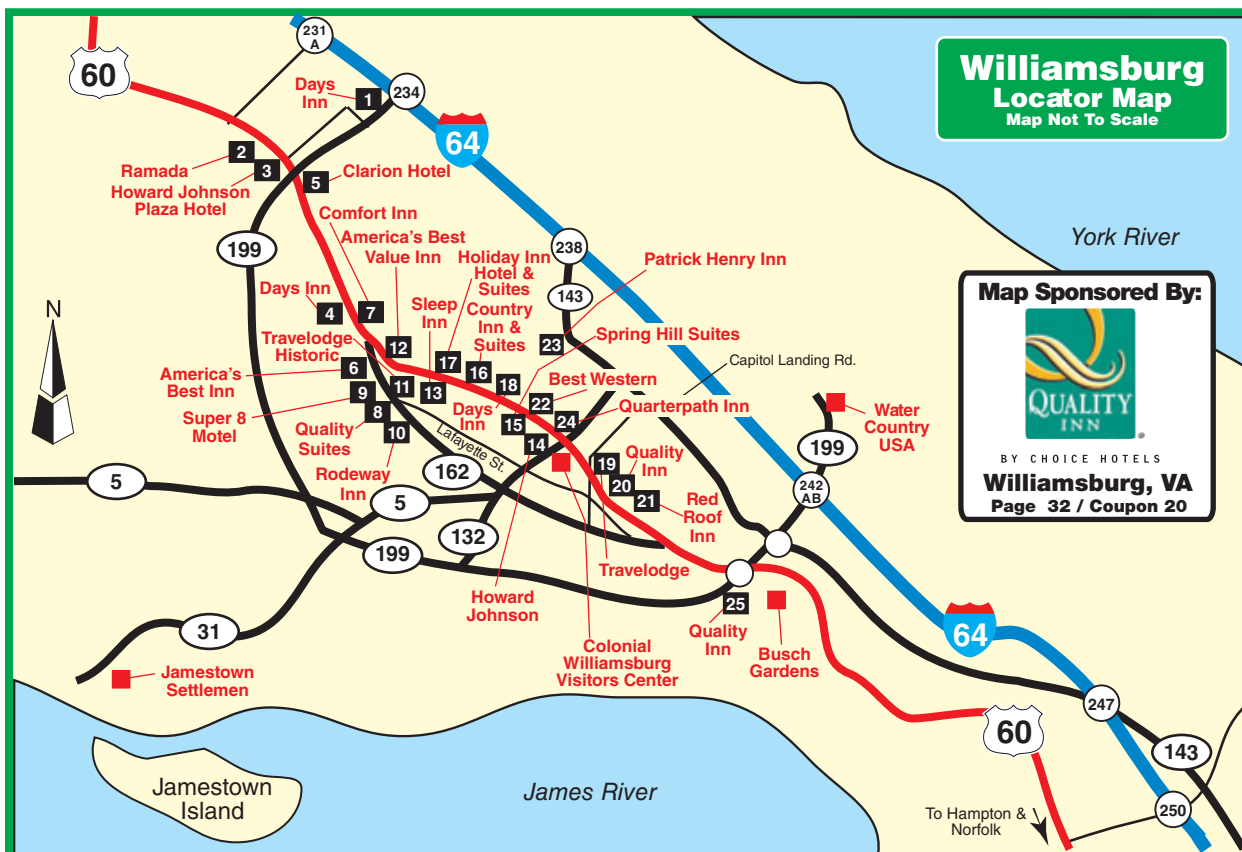 Williamsburg
Locator Map
Map Not To Scale
60
231
A
234
64
Days
Inn
1
2
Ramada
3
Howard Johnson
Plaza Hotel
5
Clarion Hotel
199
Comfort Inn
America's Best
Value Inn
Holiday Inn
Hotel &
Suites
238
143
Patrick Henry Inn
York River
N
Days Inn
4
7
Sleep
Inn
Country
Inn &
Suites
Travelodge
Historic
12
17
16
23
Spring Hill Suites
Capitol Landing Rd.
America's
Best Inn
6
11
13
18
Best Western
Super 8
Motel
9
8
Days
Inn
22
15
24
Quarterpath Inn
Quality
Suites
10
14
Rodeway
Inn
Lafayette St.
162
19
Quality
Inn
20
21
Red
Roof
Inn
Water
Country
USA
199
242
AB
5
5
132
199
Travelodge
Howard
Johnson
25
Quality
Inn
Colonial
Williamsburg
Visitors Center
Busch
Gardens
31
Jamestown
Settlemen
64
247
60
143
250
Jamestown
Island
James River
To Hampton &
Norfolk
Map Sponsored By:
QUALITY
INN
BY CHOICE HOTELS
Williamsburg, VA
Page 32 / Coupon 20